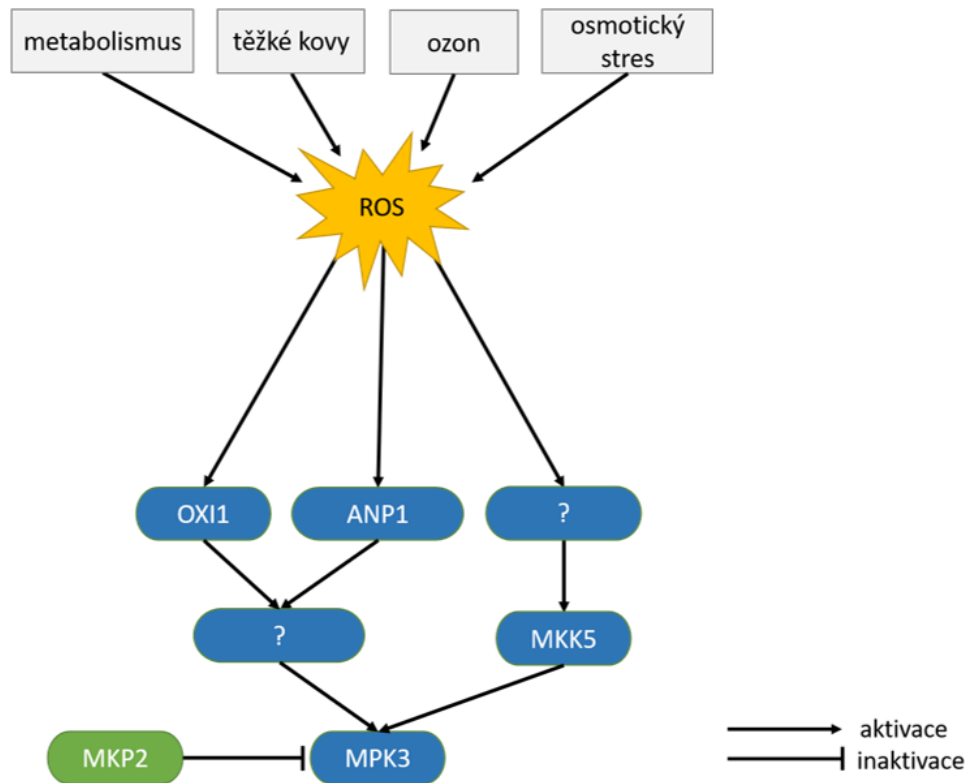 metabolismus
těžké kovy
ozon
osmotický
stres
ROS
OXI1
ANP1
?
?
MKK5
MKP2
MPK3
aktivace
inaktivace